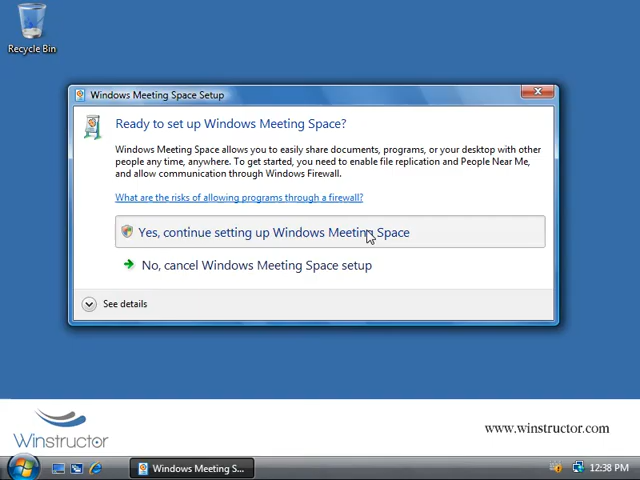 Recycle Bin
Windows Meeting Space Setup
Ready to set up Windows Meeting Space?
Windows Meeting Space allows you to easily share documents, programs, or your desktop with other
people any time, anywhere. To get started, you need to enable file replication and People Near Me,
and allow communication through Windows Firewall.
What are the risks of allowing programs through a firewall?
Yes, continue setting up Windows Meeting Space
No, cancel Windows Meeting Space setup
See details
Winstructor
www.winstructor.com
Windows Meeting S...
12:38 PM